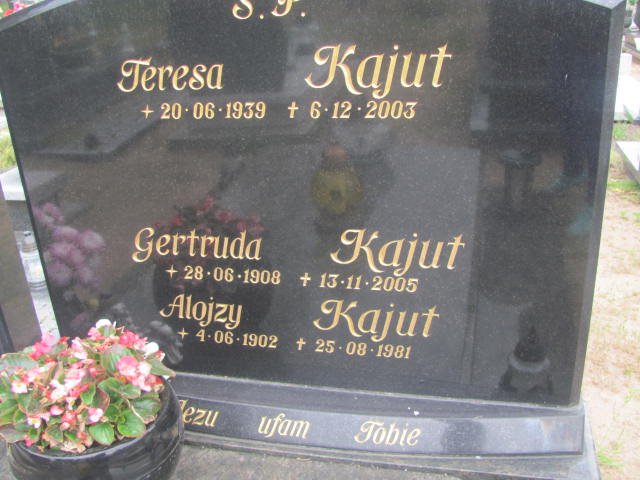 Ś.P.
Teresa Kajut
+ 20·06·1939 † 6·12·2003
Gertruda Kajut
+ 28·06·1908 † 13·11·2005
Alojzy Kajut
+ 4·06·1902 † 25·08·1981
Jezu ufam Tobie